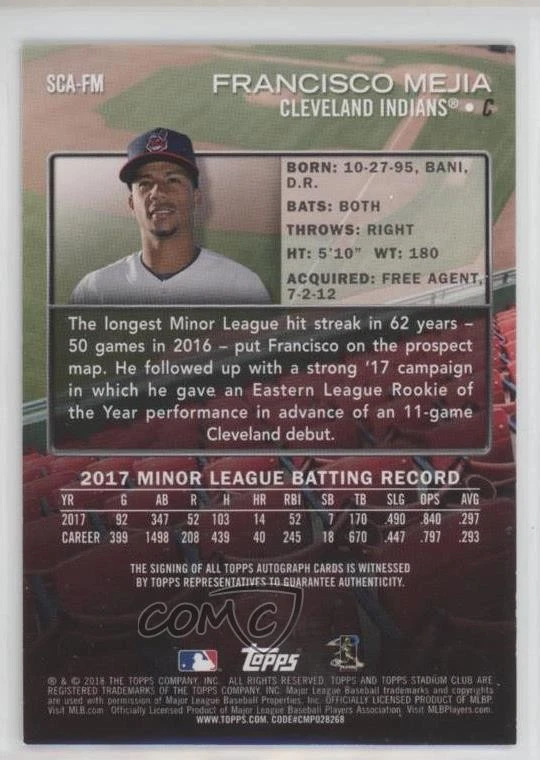 SCA-FM
FRANCISCO MEJIA
CLEVELAND INDIANS® • C
BORN: 10-27-95, BANI,
D.R.
BATS: BOTH
THROWS: RIGHT
HT: 5'10" WT: 180
ACQUIRED: FREE AGENT,
7-2-12
The longest Minor League hit streak in 62 years –
50 games in 2016 – put Francisco on the prospect
map. He followed up with a strong '17 campaign
in which he gave an Eastern League Rookie of
the Year performance in advance of an 11-game
Cleveland debut.
2017 MINOR LEAGUE BATTING RECORD
YR G AB R H HR RBI SB TB SLG OPS AVG
2017 92 347 52 103 14 52 7 170 .490 .840 .297
CAREER 399 1498 208 439 40 245 18 670 .447 .797 .293
THE SIGNING OF ALL TOPPS AUTOGRAPH CARDS IS WITNESSED
BY TOPPS REPRESENTATIVES TO GUARANTEE AUTHENTICITY.
COMC
Topps
® & © 2018 THE TOPPS COMPANY, INC. ALL RIGHTS RESERVED. TOPPS AND TOPPS STADIUM CLUB ARE
REGISTERED TRADEMARKS OF THE TOPPS COMPANY, INC. Major League Baseball trademarks and copyrights
are used with permission of Major League Baseball Properties, Inc. OFFICIALLY LICENSED PRODUCT OF MLBP.
Visit MLB.com Officially Licensed Product of Major League Baseball Players Association. Visit MLBPlayers.com.
WWW.TOPPS.COM. CODE#CMP028268